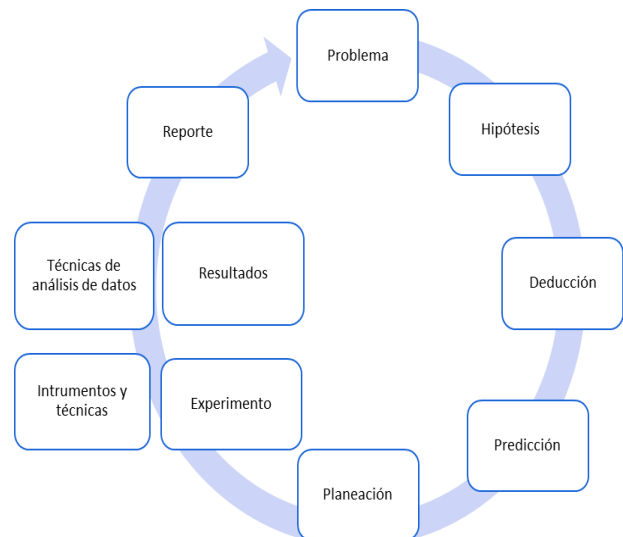 Problema
Hipótesis
Deducción
Predicción
Planeación
Experimento
Intrumentos y
técnicas
Resultados
Técnicas de
análisis de datos
Reporte